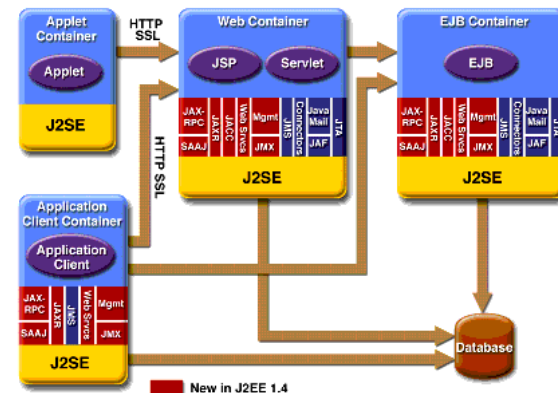 Applet
Container
Applet
J2SE
HTTP
SSL
Web Container
JSP
Servlet
JAX-
RPC
SAAJ
JAXR
JACC
Web Srvcs
Mgmt
JMX
JMS
Connectors
Java
Mail
JAF
JTA
J2SE
EJB Container
EJB
JAX-
RPC
SAAJ
JAXR
JACC
Web Srvcs
Mgmt
JMX
JMS
Connectors
Java
Mail
JAF
JTA
J2SE
HTTP SSL
Application
Client Container
Application
Client
JAX-
RPC
SAAJ
JAXR
JMS
Web Srvcs
Mgmt
JMX
J2SE
Database
New in J2EE 1.4